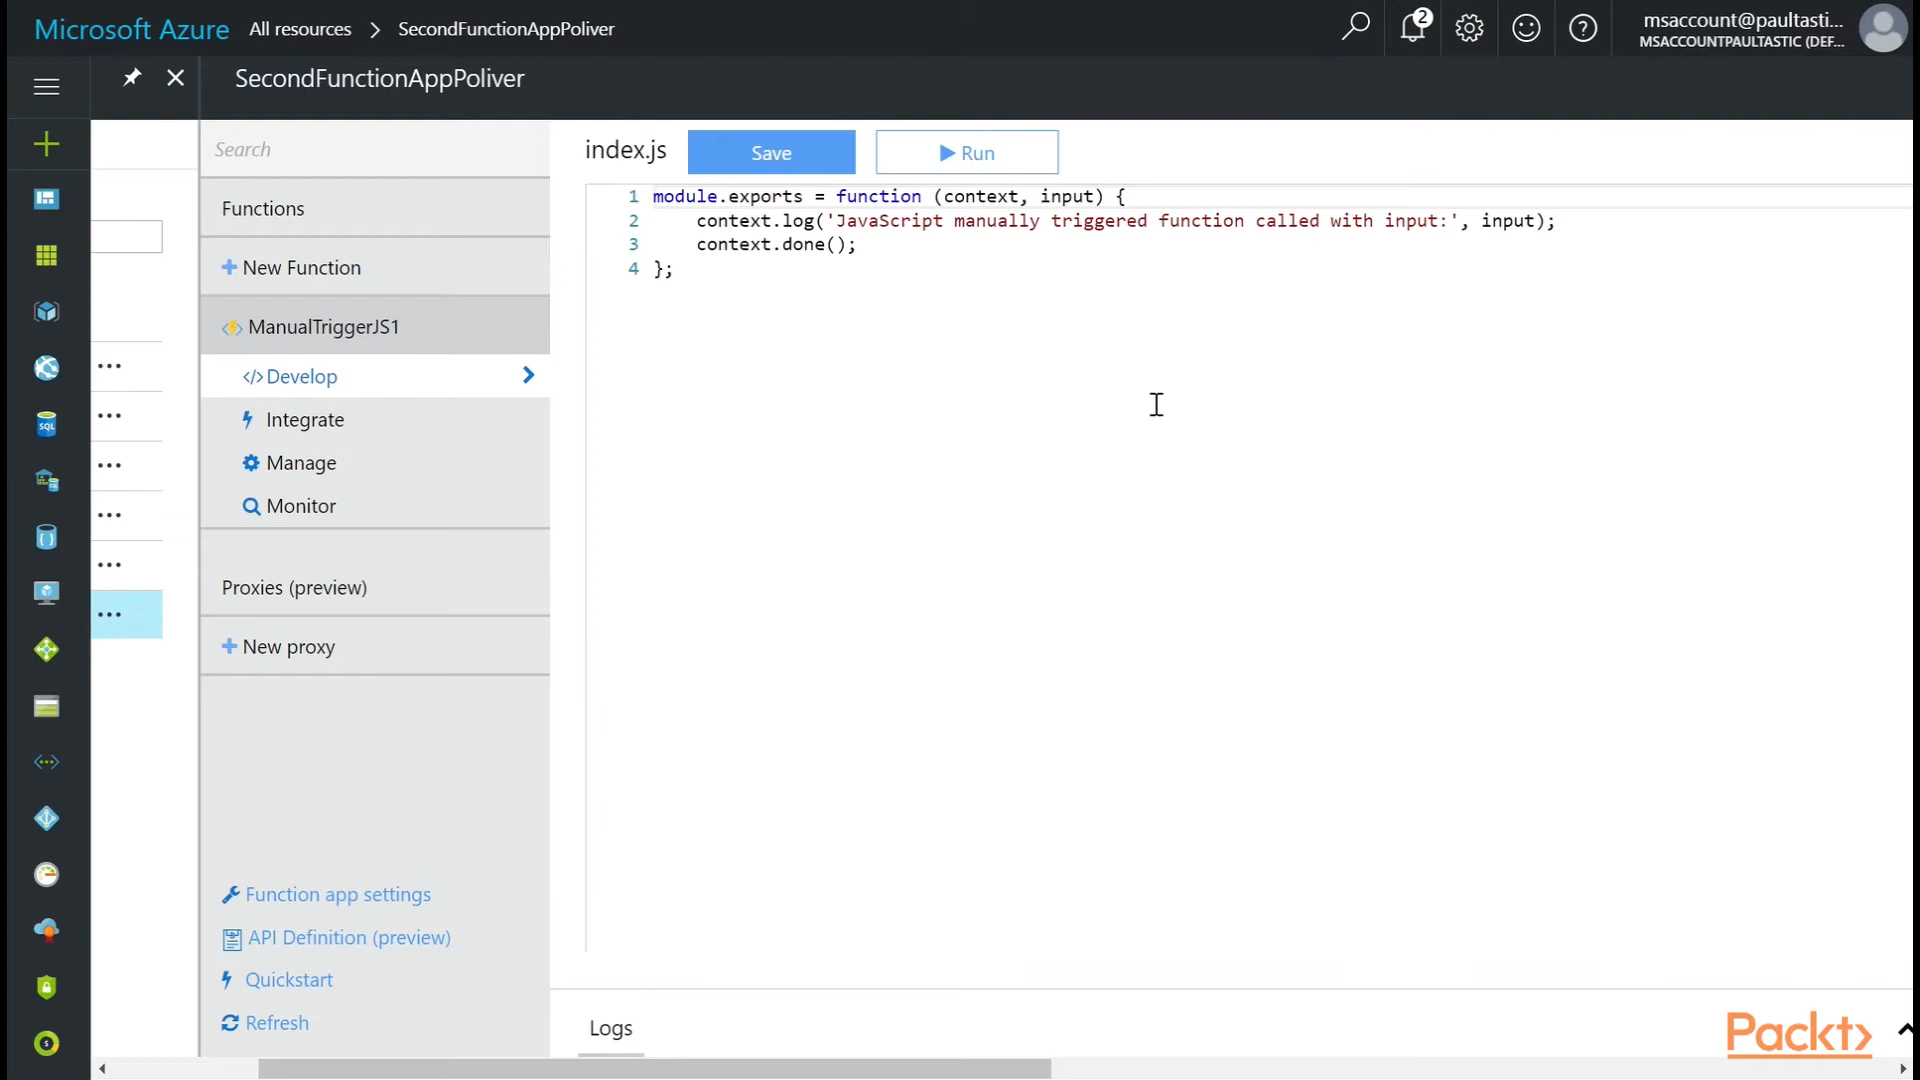 Microsoft Azure All resources > SecondFunctionAppPoliver
2
msaccount@paultasti...
MSACCOUNTPAULTASTIC (DEF...
SecondFunctionAppPoliver
Search
Functions
+ New Function
ManualTriggerJS1
</> Develop
Integrate
Manage
Monitor
Proxies (preview)
+ New proxy
Function app settings
API Definition (preview)
Quickstart
Refresh
index.js Save Run
1 module.exports = function (context, input) {
2 context.log('JavaScript manually triggered function called with input:', input);
3 context.done();
4 };
Logs
SQL
Packt>